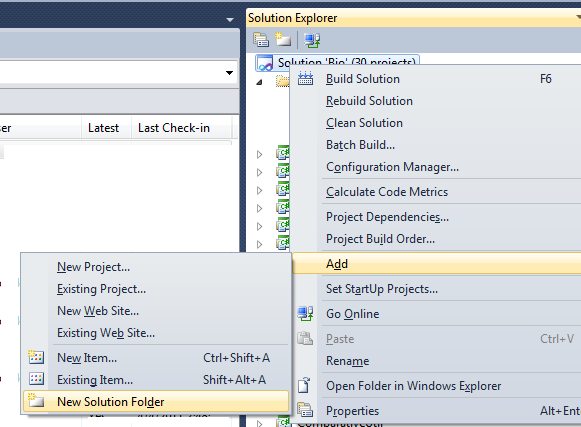 Solution Explorer
Solution 'Bio' (30 projects)
Build Solution F6
Rebuild Solution
Clean Solution
Batch Build...
Configuration Manager...
Calculate Code Metrics
Project Dependencies...
Project Build Order...
Add
Set StartUp Projects...
Go Online
Paste Ctrl+V
Rename
Open Folder in Windows Explorer
Properties Alt+Ente
ser Latest Last Check-in
New Project...
Existing Project...
New Web Site...
Existing Web Site...
New Item... Ctrl+Shift+A
Existing Item... Shift+Alt+A
New Solution Folder